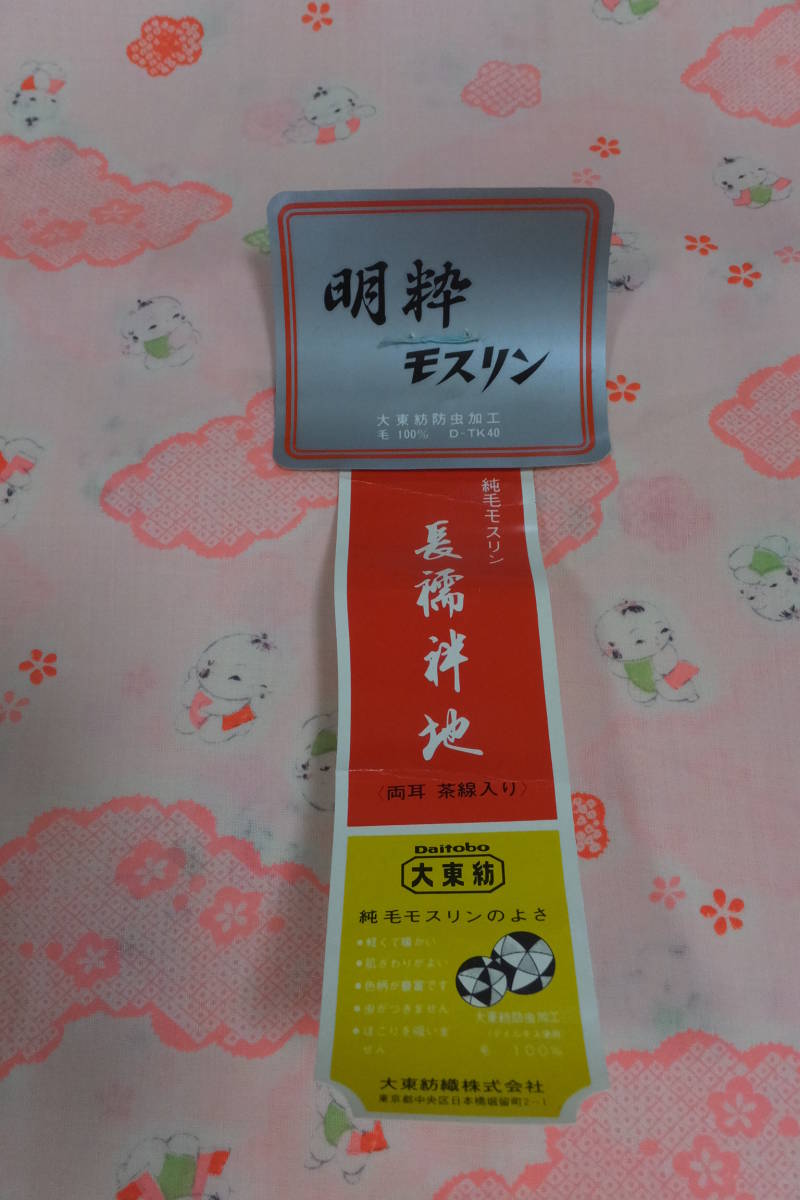 明粋
モスリン
大東紡防虫加工
毛 100% D-TK40
純毛モスリン
長襦袢地
〈両耳 茶線入り〉
Daitobo
大東紡
純毛モスリンのよさ
●軽くて暖かい
●肌ざわりがよい
●色柄が豊富です
●虫がつきません
●ほこりを吸いません
大東紡防虫加工
毛 100%
大東紡織株式会社
東京都中央区日本橋堀留町2-1